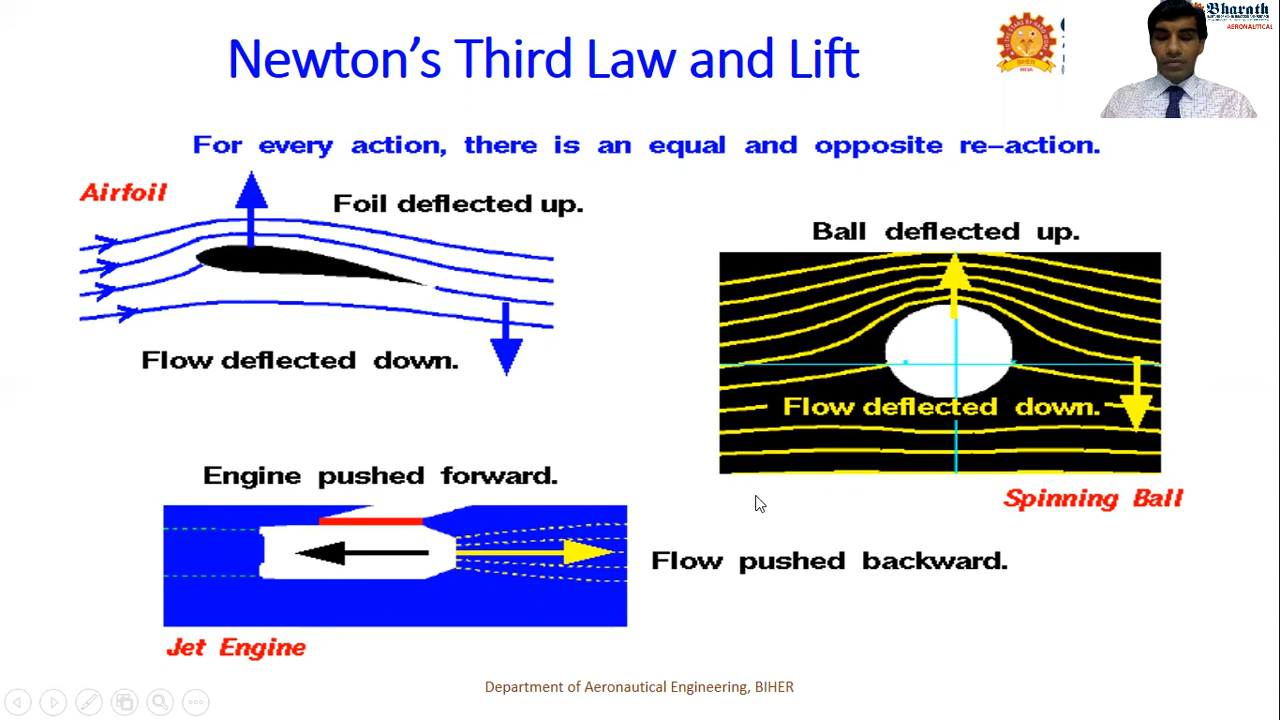 Newton's Third Law and Lift
Bharath
AERONAUTICAL
For every action, there is an equal and opposite re-action.
Airfoil
Foil deflected up.
Flow deflected down.
Ball deflected up.
Flow deflected down.
Spinning Ball
Engine pushed forward.
Flow pushed backward.
Jet Engine
Department of Aeronautical Engineering, BIHER